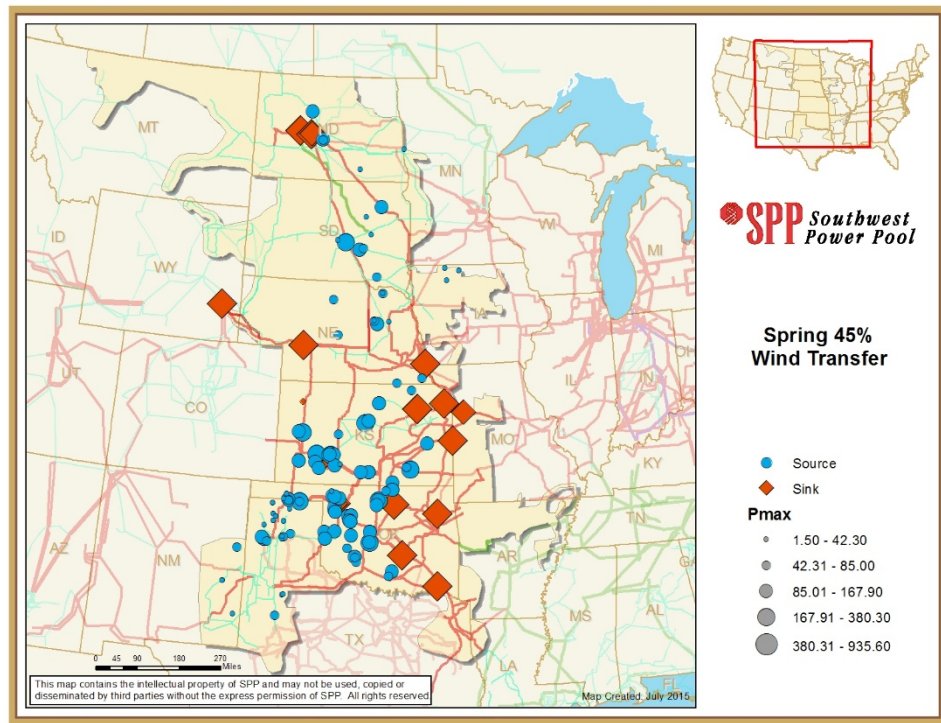 MT
ND
MN
ID
SD
WI
MI
WY
IA
NE
UT
CO
IL
IN
OH
KS
MO
KY
OK
TN
AZ
NM
AR
GA
MS
AL
TX
LA
FL
0 45 90 180 270
Miles
This map contains the intellectual property of SPP and may not be used, copied or
disseminated by third parties without the express permission of SPP. All rights reserved.
Map Created: July 2015
SPP Southwest
Power Pool
Spring 45%
Wind Transfer
Source
Sink
Pmax
1.50 - 42.30
42.31 - 85.00
85.01 - 167.90
167.91 - 380.30
380.31 - 935.60